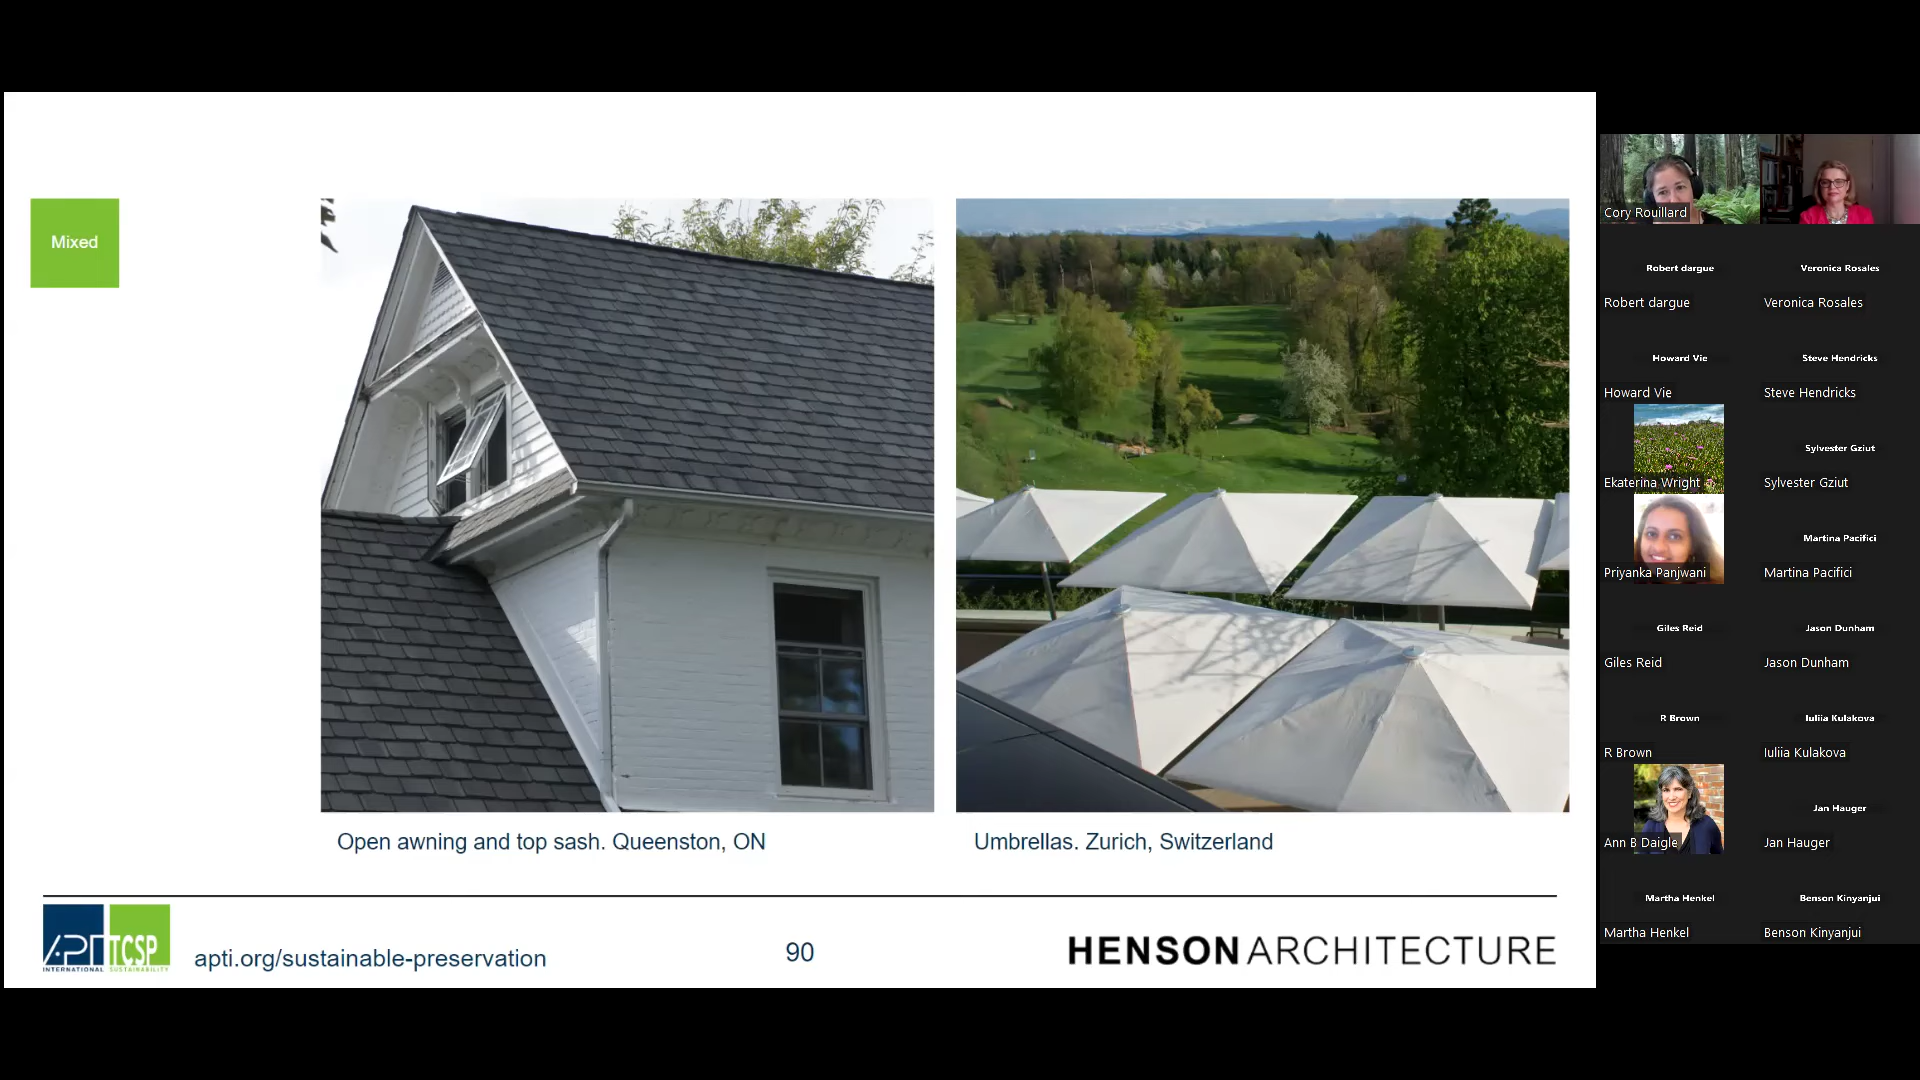 Mixed
Open awning and top sash. Queenston, ON
Umbrellas. Zurich, Switzerland
APT TCSP
INTERNATIONAL SUSTAINABILITY
apti.org/sustainable-preservation
90
HENSON ARCHITECTURE
Cory Rouillard
Robert dargue
Robert dargue
Veronica Rosales
Veronica Rosales
Howard Vie
Howard Vie
Steve Hendricks
Steve Hendricks
Ekaterina Wright
Sylvester Gziut
Sylvester Gziut
Priyanka Panjwani
Martina Pacifici
Martina Pacifici
Giles Reid
Giles Reid
Jason Dunham
Jason Dunham
R Brown
R Brown
Iuliia Kulakova
Iuliia Kulakova
Ann B Daigle
Jan Hauger
Jan Hauger
Martha Henkel
Martha Henkel
Benson Kinyanjui
Benson Kinyanjui